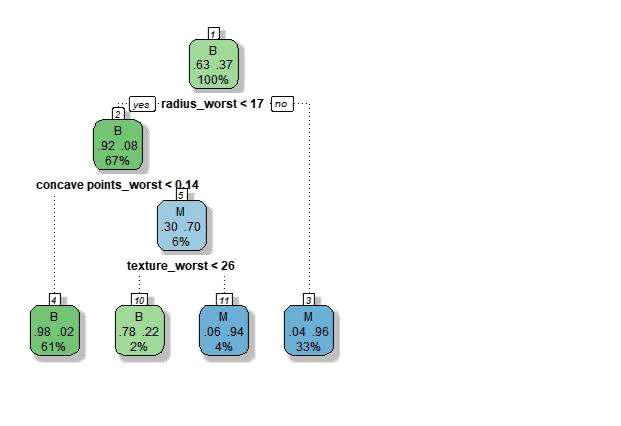 1
B
.63 .37
100%
yes radius_worst < 17 no
2
B
.92 .08
67%
concave points_worst < 0.14
5
M
.30 .70
6%
texture_worst < 26
4
B
.98 .02
61%
10
B
.78 .22
2%
11
M
.06 .94
4%
3
M
.04 .96
33%